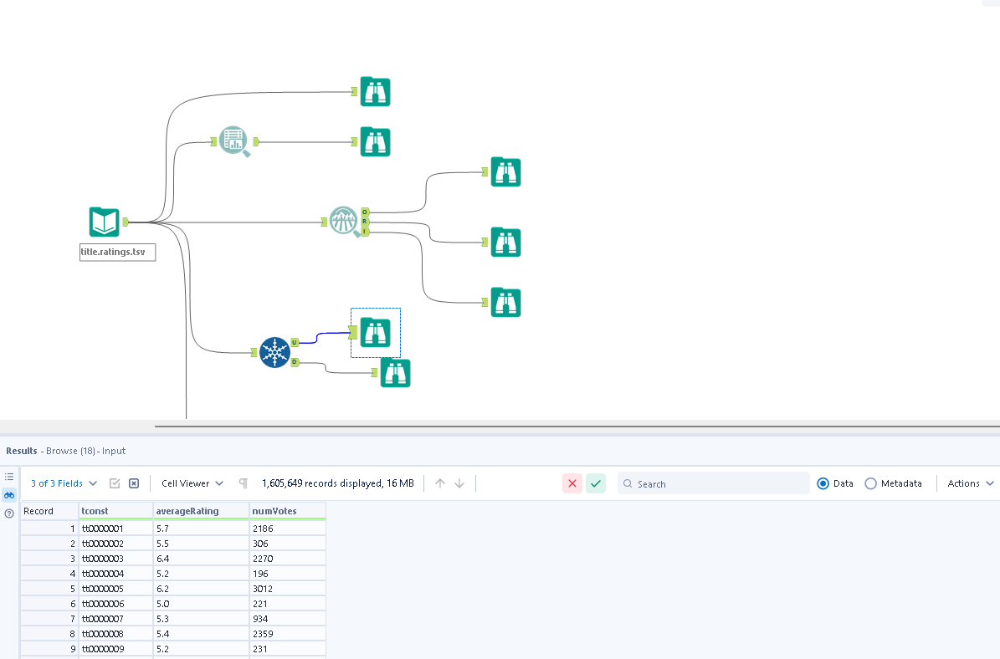 O
R
I
title.ratings.tsv
U
D
Results - Browse (18) - Input
3 of 3 Fields Cell Viewer 1,605,649 records displayed, 16 MB Search Data Metadata Actions
Record tconst averageRating numVotes
1 tt0000001 5.7 2186
2 tt0000002 5.5 306
3 tt0000003 6.4 2270
4 tt0000004 5.2 196
5 tt0000005 6.2 3012
6 tt0000006 5.0 221
7 tt0000007 5.3 934
8 tt0000008 5.4 2359
9 tt0000009 5.2 231